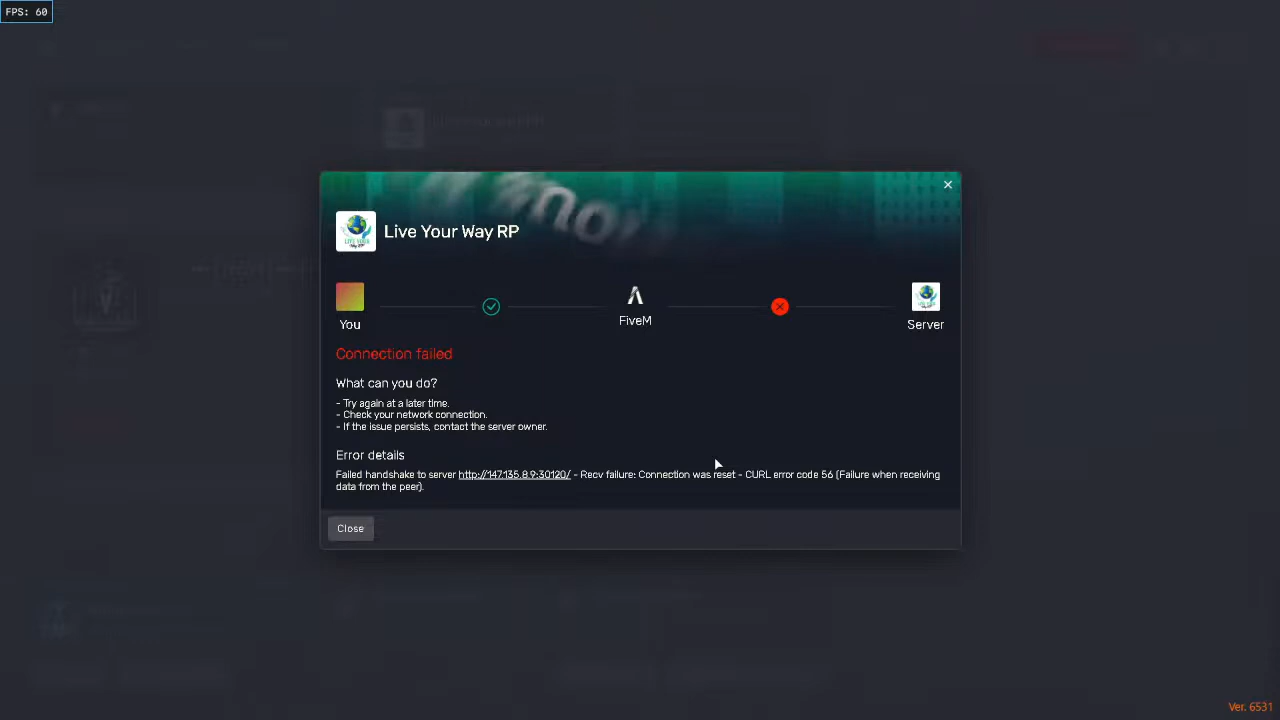 FPS: 60
Live Your Way RP
You
FiveM
Server
Connection failed
What can you do?
- Try again at a later time.
- Check your network connection.
- If the issue persists, contact the server owner.
Error details
Failed handshake to server http://147.135.8.9:30120/ - Recv failure: Connection was reset - CURL error code 56 (Failure when receiving
data from the peer).
Close
Ver. 6531